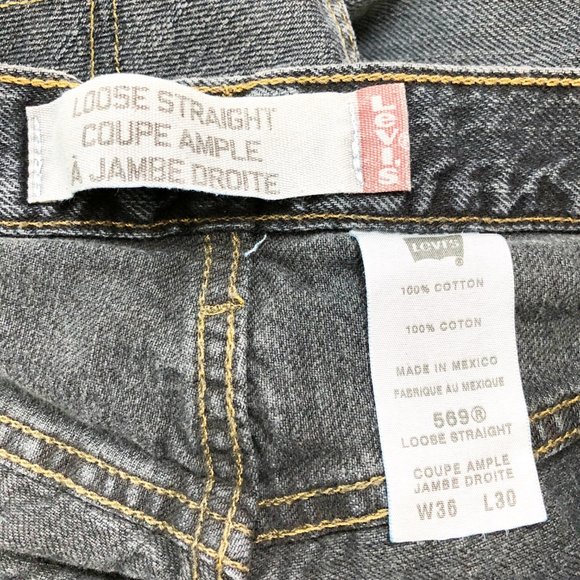 LOOSE STRAIGHT
COUPE AMPLE
À JAMBE DROITE
Levi's
LEVI'S
®
100% COTTON
100% COTON
MADE IN MEXICO
FABRIQUE AU MEXIQUE
569®
LOOSE STRAIGHT
COUPE AMPLE
JAMBE DROITE
W36 L30